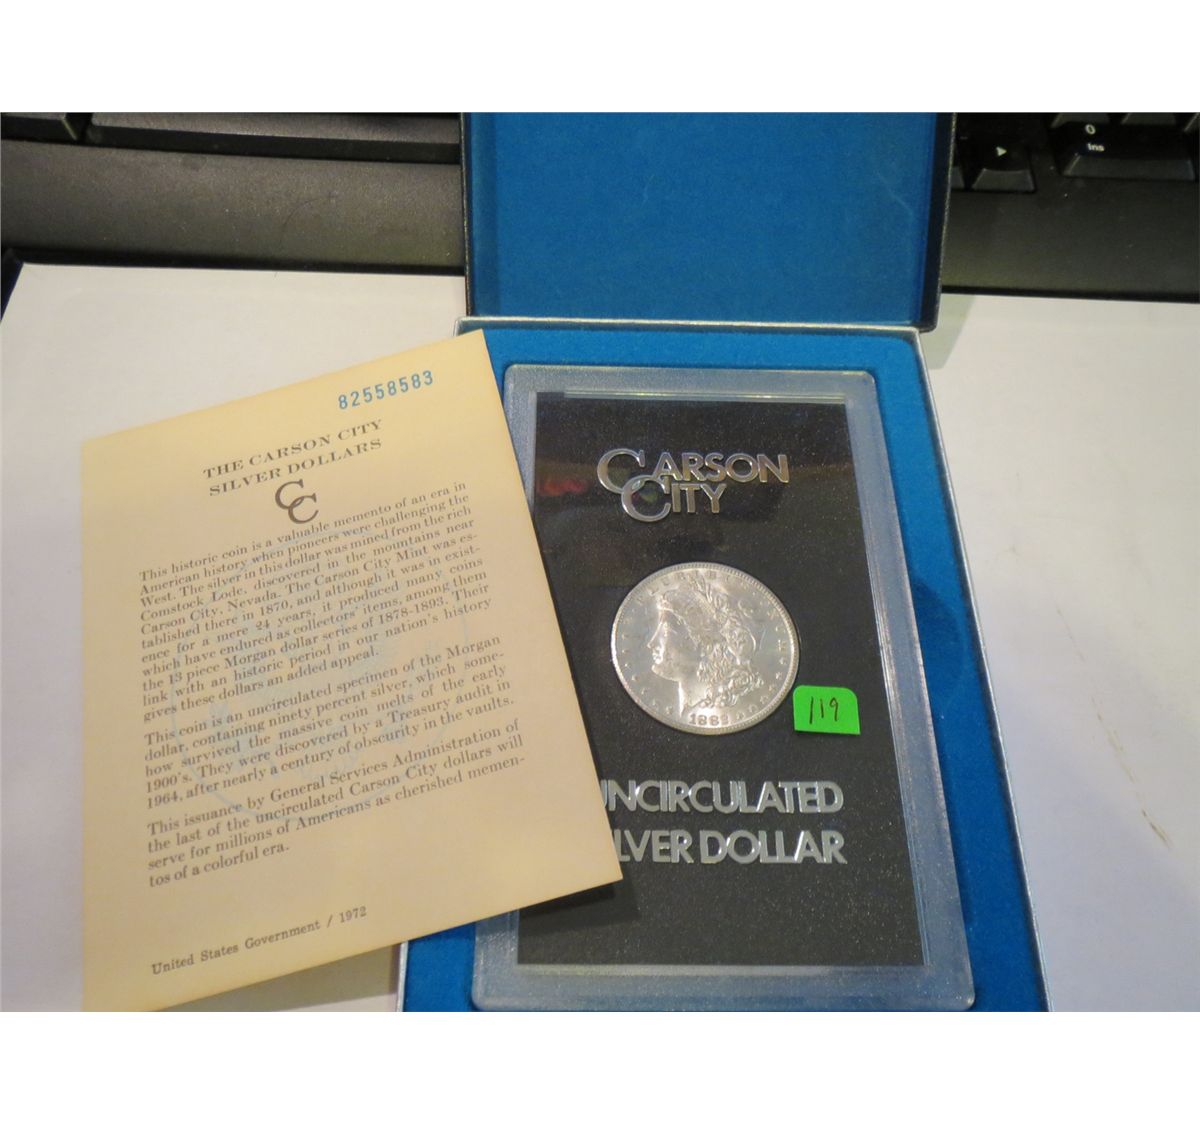 0
Ins
82558583
THE CARSON CITY
SILVER DOLLARS
CC
This historic coin is a valuable memento of an era in
American history when pioneers were challenging the
West. The silver in this dollar was mined from the rich
Comstock Lode, discovered in the mountains near
Carson City, Nevada. The Carson City Mint was es-
tablished there in 1870, and although it was in exist-
ence for a mere 24 years, it produced many coins
which have endured as collectors' items, among them
the 13 piece Morgan dollar series of 1878-1893. Their
link with an historic period in our nation's history
gives these dollars an added appeal.
This coin is an uncirculated specimen of the Morgan
dollar, containing ninety percent silver, which some-
how survived the massive coin melts of the early
1900's. They were discovered by a Treasury audit in
1964, after nearly a century of obscurity in the vaults.
This issuance by General Services Administration of
the last of the uncirculated Carson City dollars will
serve for millions of Americans as cherished memen-
tos of a colorful era.
United States Government / 1972
CARSON
CITY
1882
119
UNCIRCULATED
LVER DOLLAR